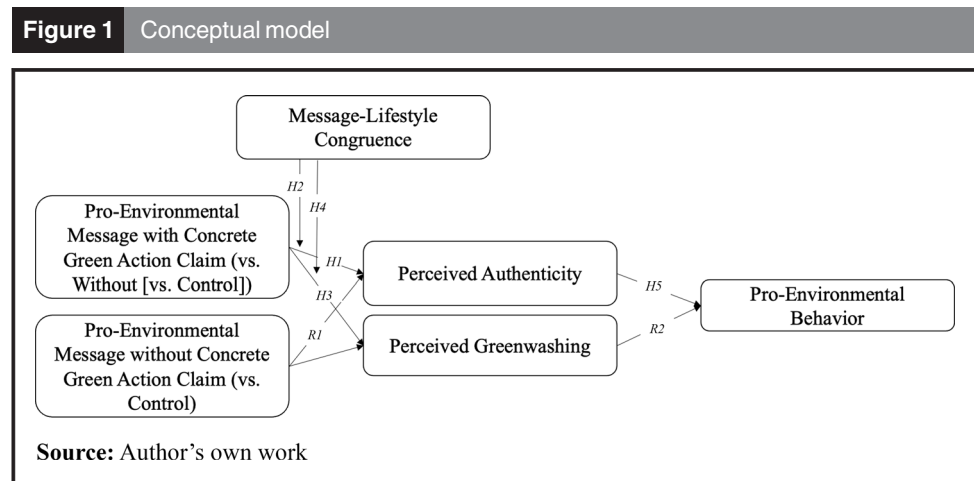 Figure 1 Conceptual model
Message-Lifestyle
Congruence
H2
H4
Pro-Environmental
Message with Concrete
Green Action Claim (vs.
Without [vs. Control])
H1
H3
R1
Pro-Environmental
Message without Concrete
Green Action Claim (vs.
Control)
Perceived Authenticity
Perceived Greenwashing
H5
R2
Pro-Environmental
Behavior
Source: Author’s own work